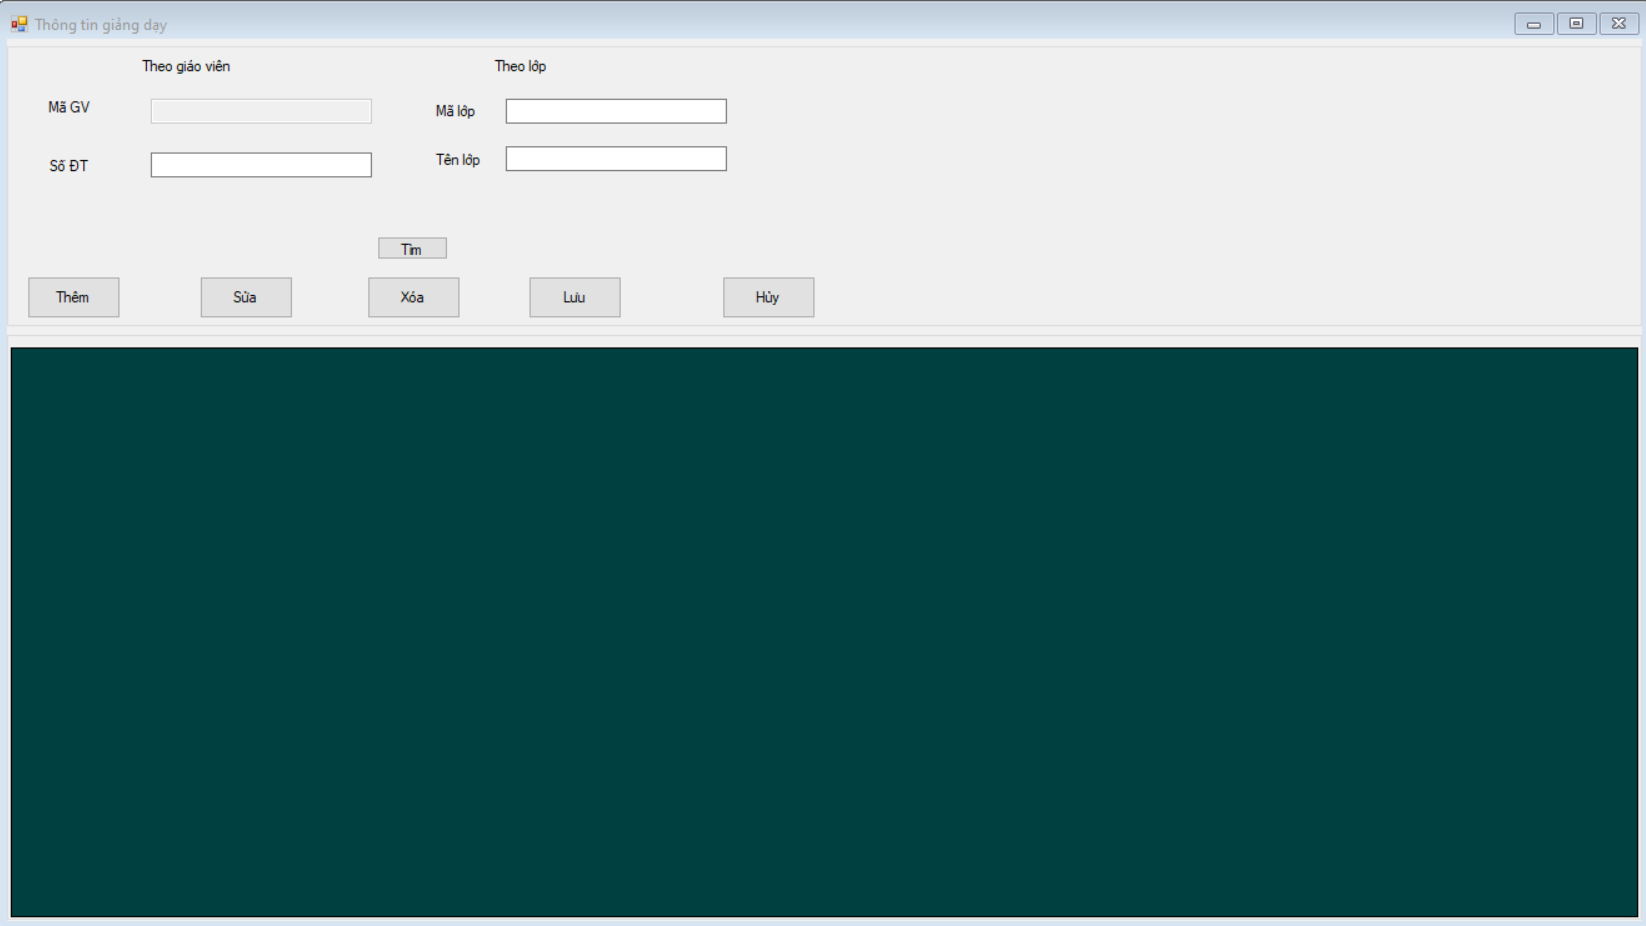 Thông tin giảng dạy
Theo giáo viên
Theo lớp
Mã GV
Mã lớp
Số ĐT
Tên lớp
Tìm
Thêm
Sửa
Xóa
Lưu
Hủy